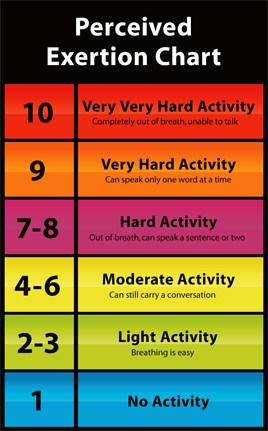 Perceived
Exertion Chart
10
Very Very Hard Activity
Completely out of breath, unable to talk
9
Very Hard Activity
Can speak only one word at a time
7-8
Hard Activity
Out of breath, can speak a sentence or two
4-6
Moderate Activity
Can still carry a conversation
2-3
Light Activity
Breathing is easy
1
No Activity